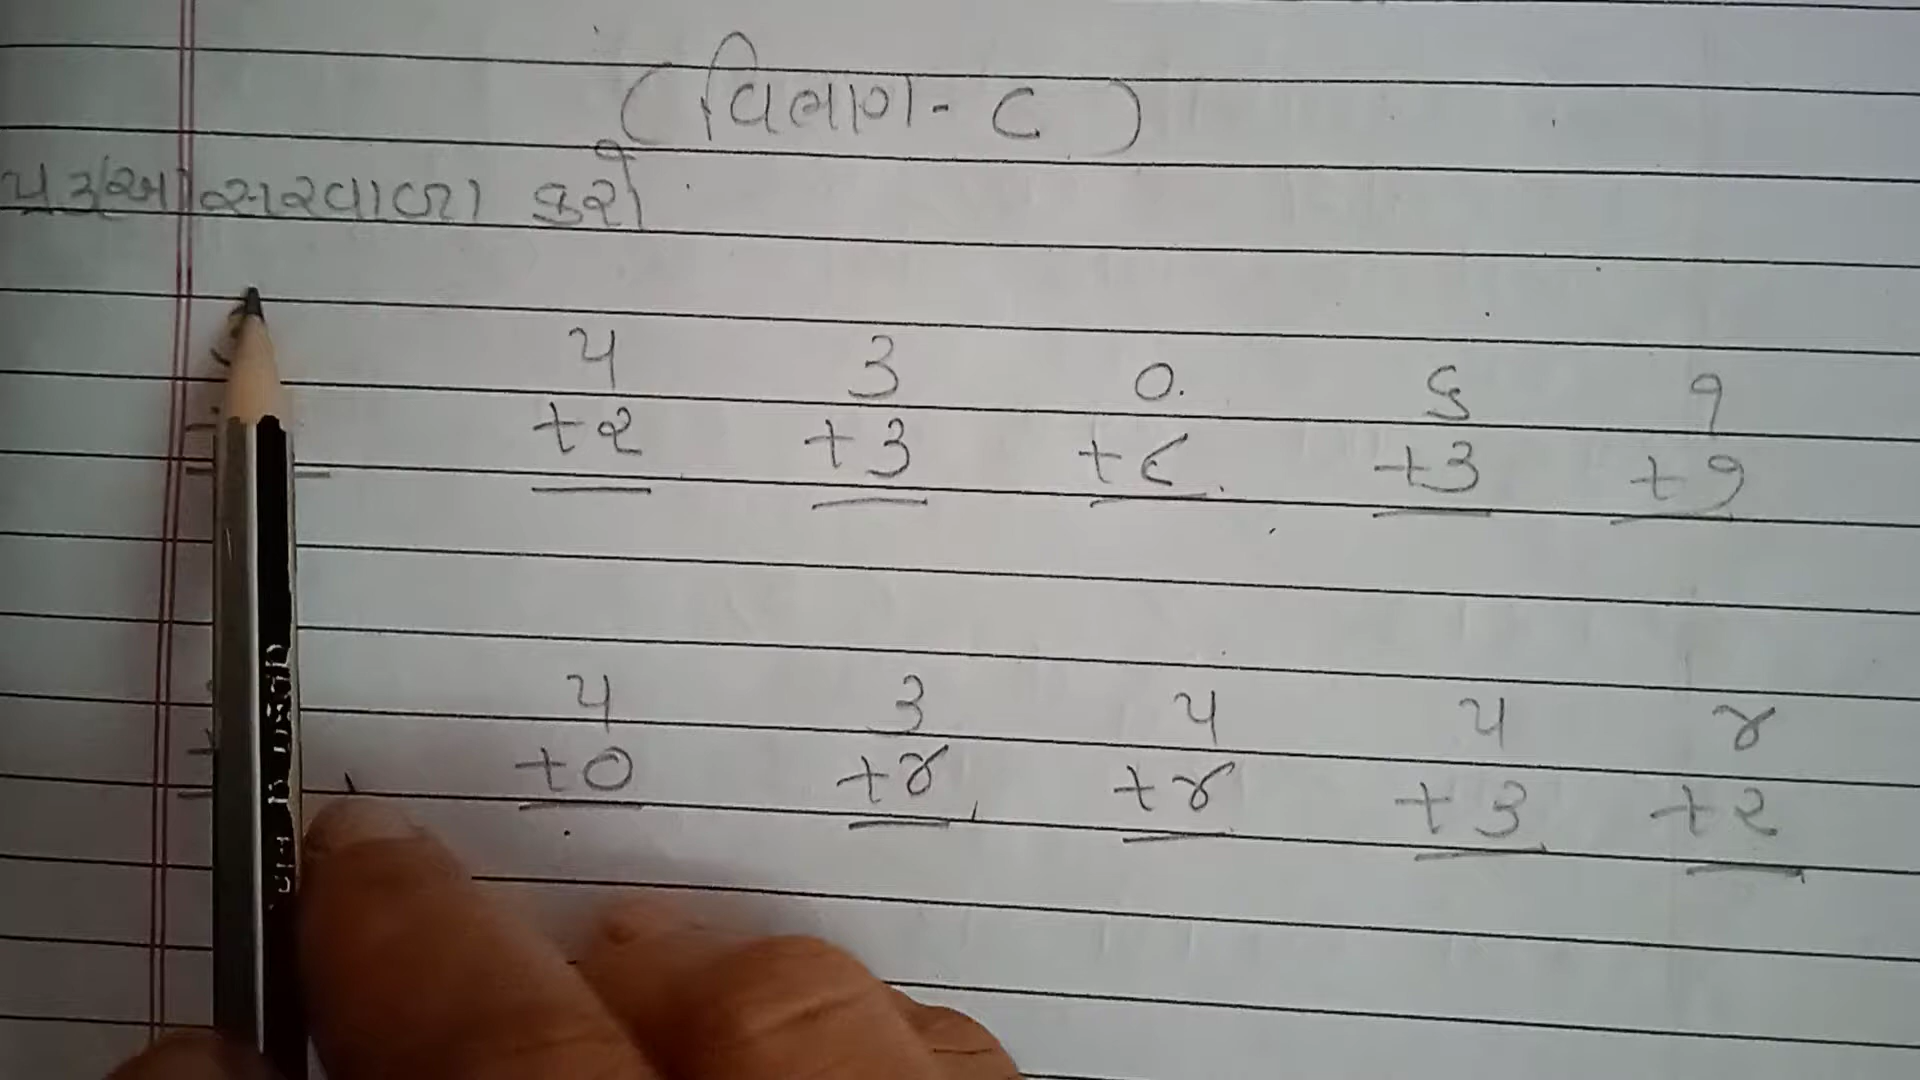 (વિભાગ - C)
સરવાળા કરો
૫ ૩ ૦ ૬ ૧
+૨ +૩ +૮ +૩ +૧
૫ ૩ ૫ ૫ ૪
+૦ +૪ +૪ +૩ +૨